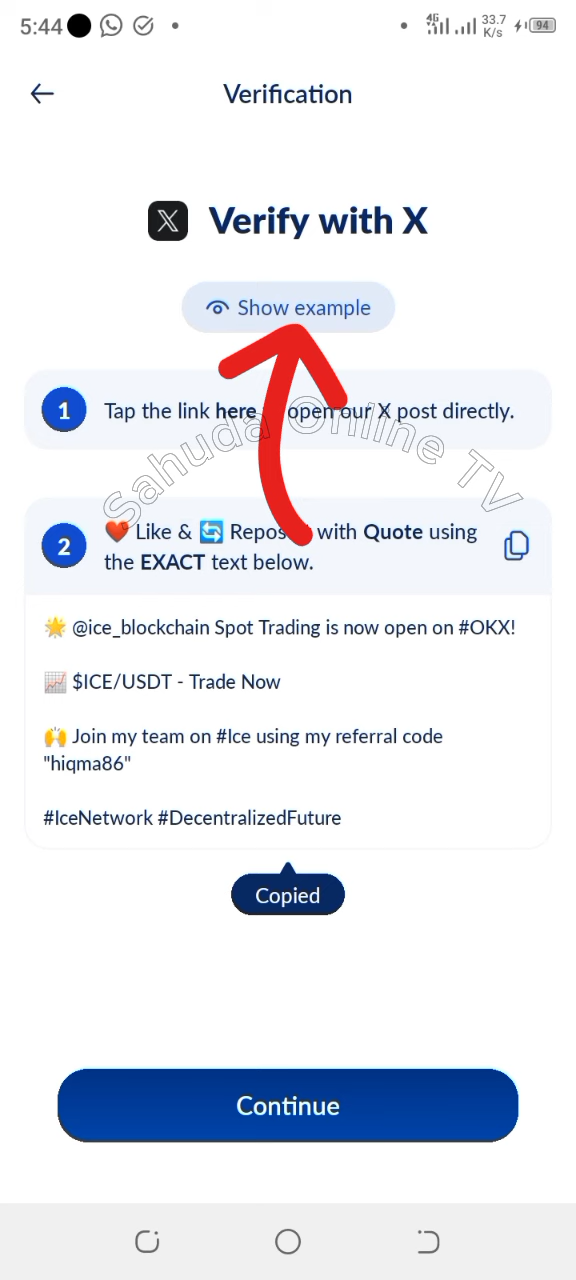 5:44
4G 33.7 K/s 94
Verification
X Verify with X
Show example
1 Tap the link here open our X post directly.
2 ❤️ Like & 🔄 Repost with Quote using
the EXACT text below.
🌟 @ice_blockchain Spot Trading is now open on #OKX!
📈 $ICE/USDT - Trade Now
🙌 Join my team on #Ice using my referral code
"hiqma86"
#IceNetwork #DecentralizedFuture
Copied
Continue
Sahuda Online TV